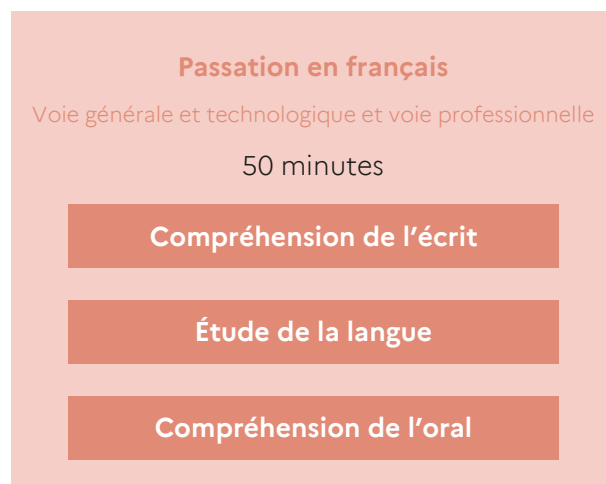 Passation en français
Voie générale et technologique et voie professionnelle
50 minutes
Compréhension de l’écrit
Étude de la langue
Compréhension de l’oral